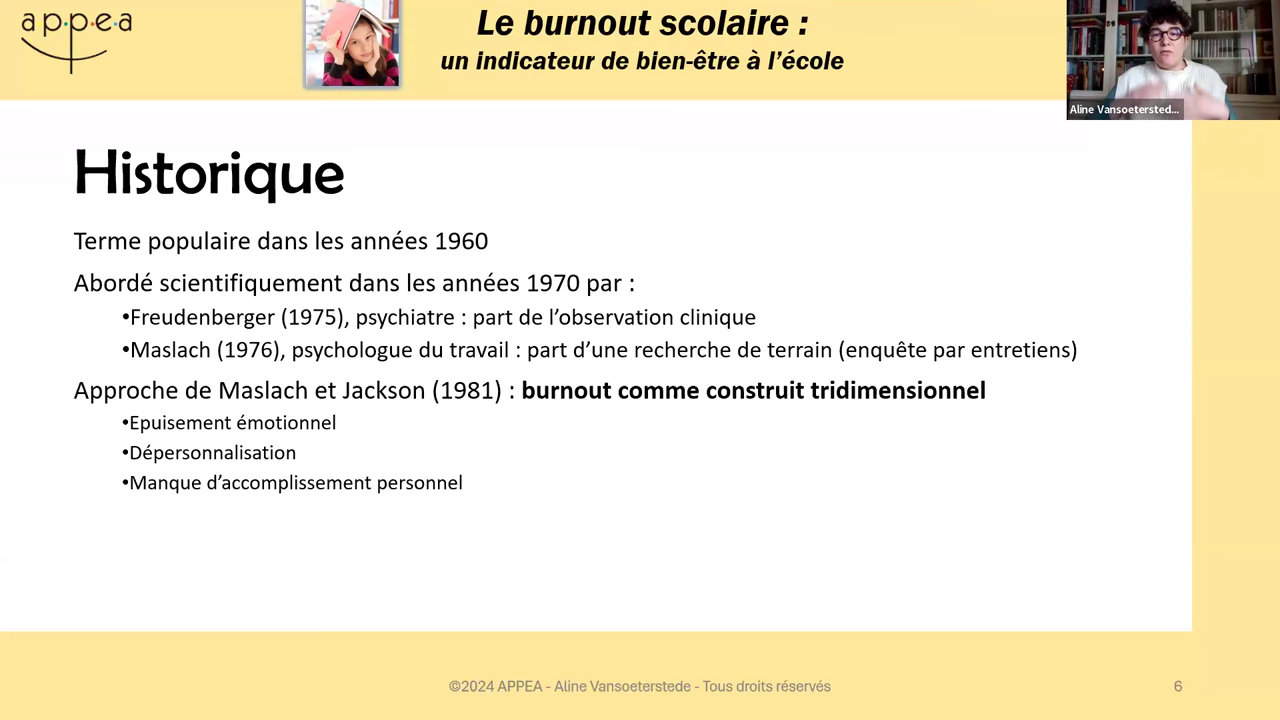 appea
Le burnout scolaire :
un indicateur de bien-être à l'école
Aline Vansoetersted...
Historique
Terme populaire dans les années 1960
Abordé scientifiquement dans les années 1970 par :
•Freudenberger (1975), psychiatre : part de l'observation clinique
•Maslach (1976), psychologue du travail : part d'une recherche de terrain (enquête par entretiens)
Approche de Maslach et Jackson (1981) : burnout comme construit tridimensionnel
•Epuisement émotionnel
•Dépersonnalisation
•Manque d'accomplissement personnel
©2024 APPEA - Aline Vansoeterstede - Tous droits réservés
6